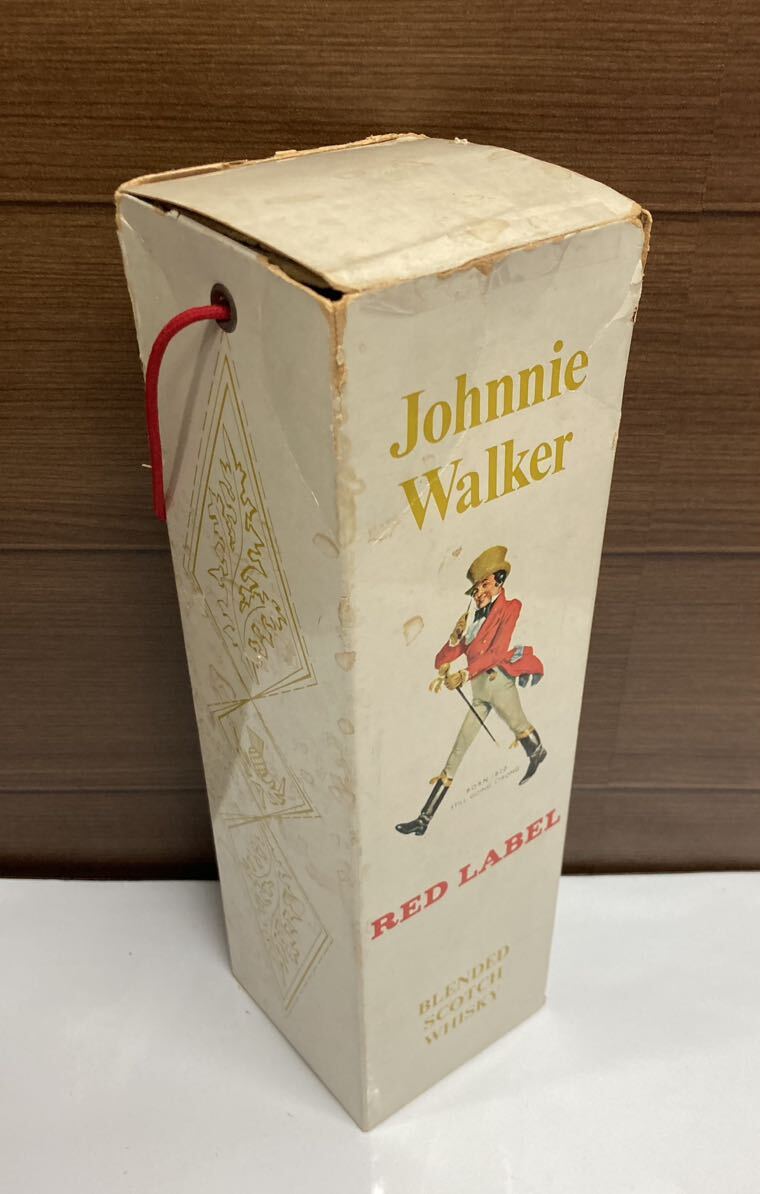 Johnnie
Walker
BORN 1820
STILL GOING STRONG
RED LABEL
BLENDED
SCOTCH
WHISKY